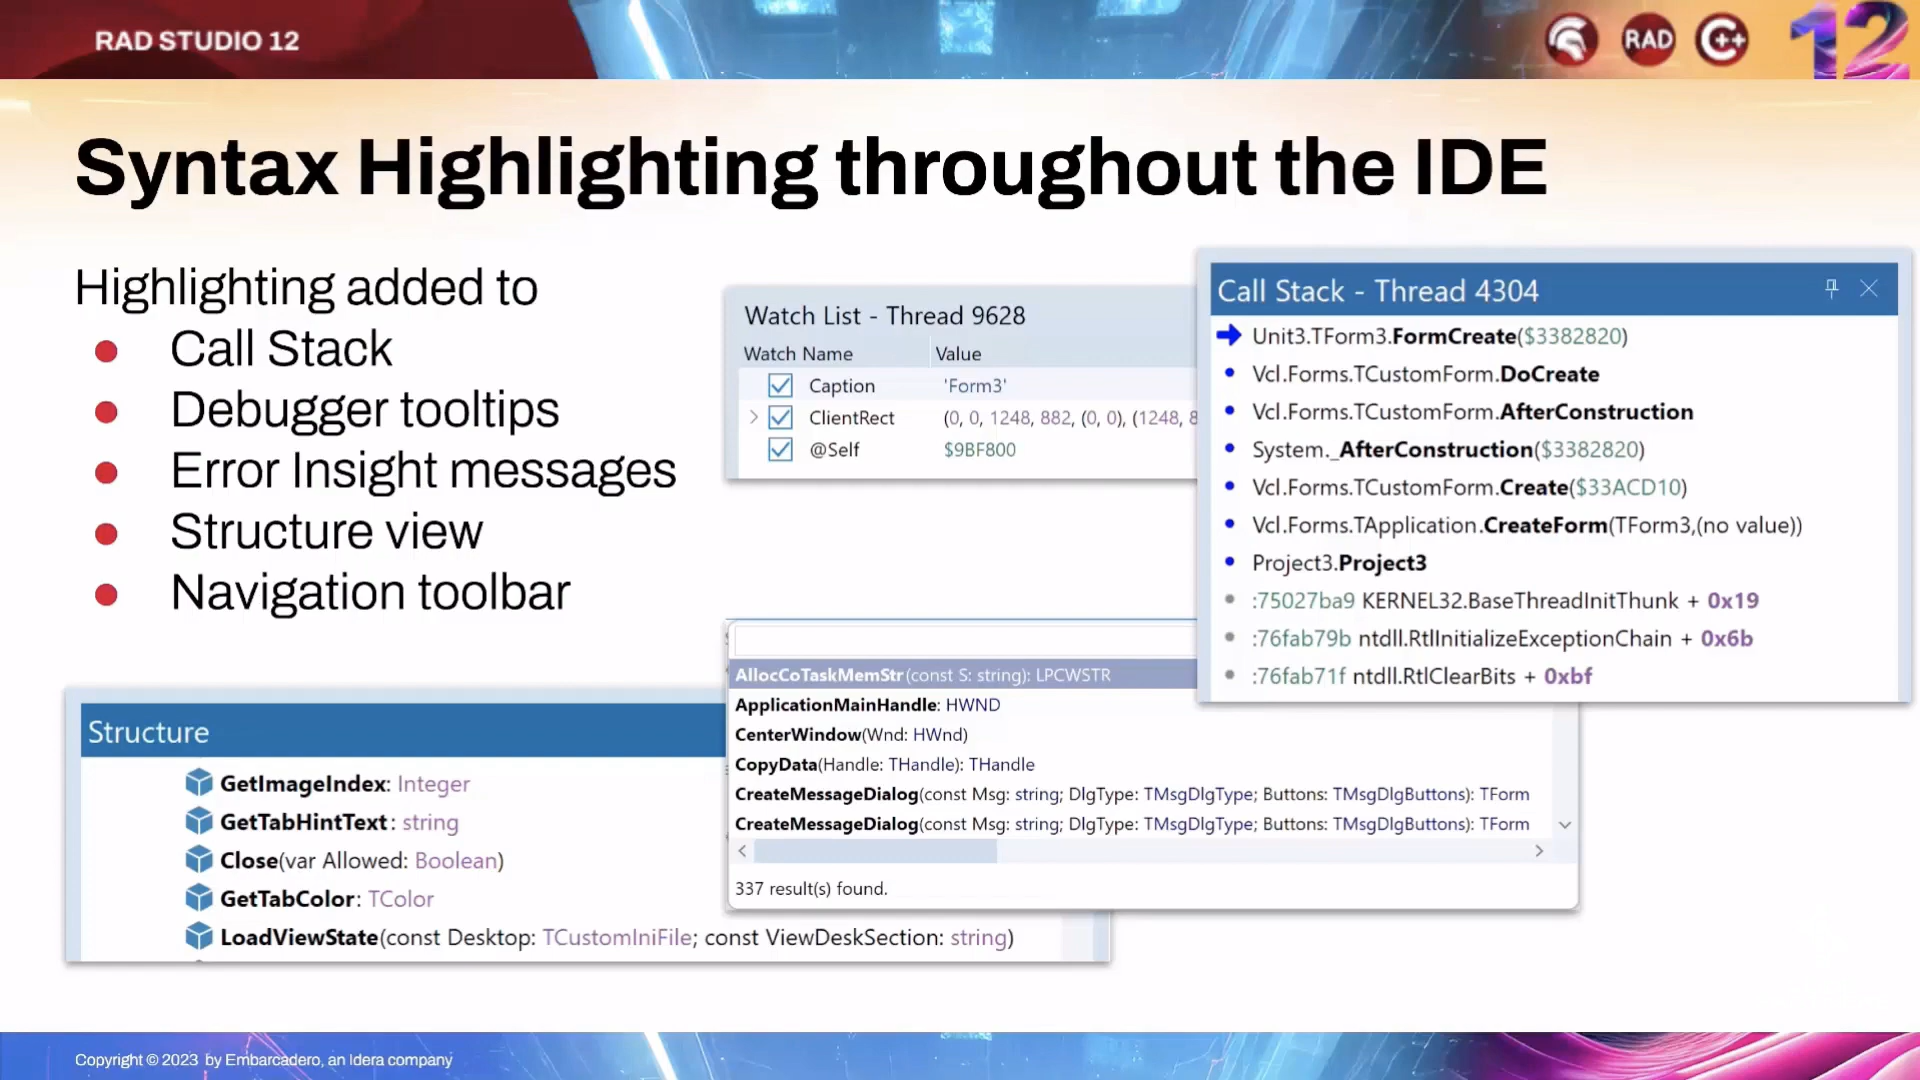 RAD STUDIO 12
RAD
C++
12
Syntax Highlighting throughout the IDE
Highlighting added to
Call Stack
Debugger tooltips
Error Insight messages
Structure view
Navigation toolbar
Watch List - Thread 9628
Watch Name Value
Caption 'Form3'
ClientRect (0, 0, 1248, 882, (0, 0), (1248, 8
@Self $9BF800
Call Stack - Thread 4304
Unit3.TForm3.FormCreate($3382820)
Vcl.Forms.TCustomForm.DoCreate
Vcl.Forms.TCustomForm.AfterConstruction
System._AfterConstruction($3382820)
Vcl.Forms.TCustomForm.Create($33ACD10)
Vcl.Forms.TApplication.CreateForm(TForm3,(no value))
Project3.Project3
:75027ba9 KERNEL32.BaseThreadInitThunk + 0x19
:76fab79b ntdll.RtlInitializeExceptionChain + 0x6b
:76fab71f ntdll.RtlClearBits + 0xbf
AllocCoTaskMemStr(const S: string): LPCWSTR
ApplicationMainHandle: HWND
CenterWindow(Wnd: HWnd)
CopyData(Handle: THandle): THandle
CreateMessageDialog(const Msg: string; DlgType: TMsgDlgType; Buttons: TMsgDlgButtons): TForm
CreateMessageDialog(const Msg: string; DlgType: TMsgDlgType; Buttons: TMsgDlgButtons): TForm
337 result(s) found.
Structure
GetImageIndex: Integer
GetTabHintText: string
Close(var Allowed: Boolean)
GetTabColor: TColor
LoadViewState(const Desktop: TCustomIniFile; const ViewDeskSection: string)
Copyright © 2023 by Embarcadero, an Idera company